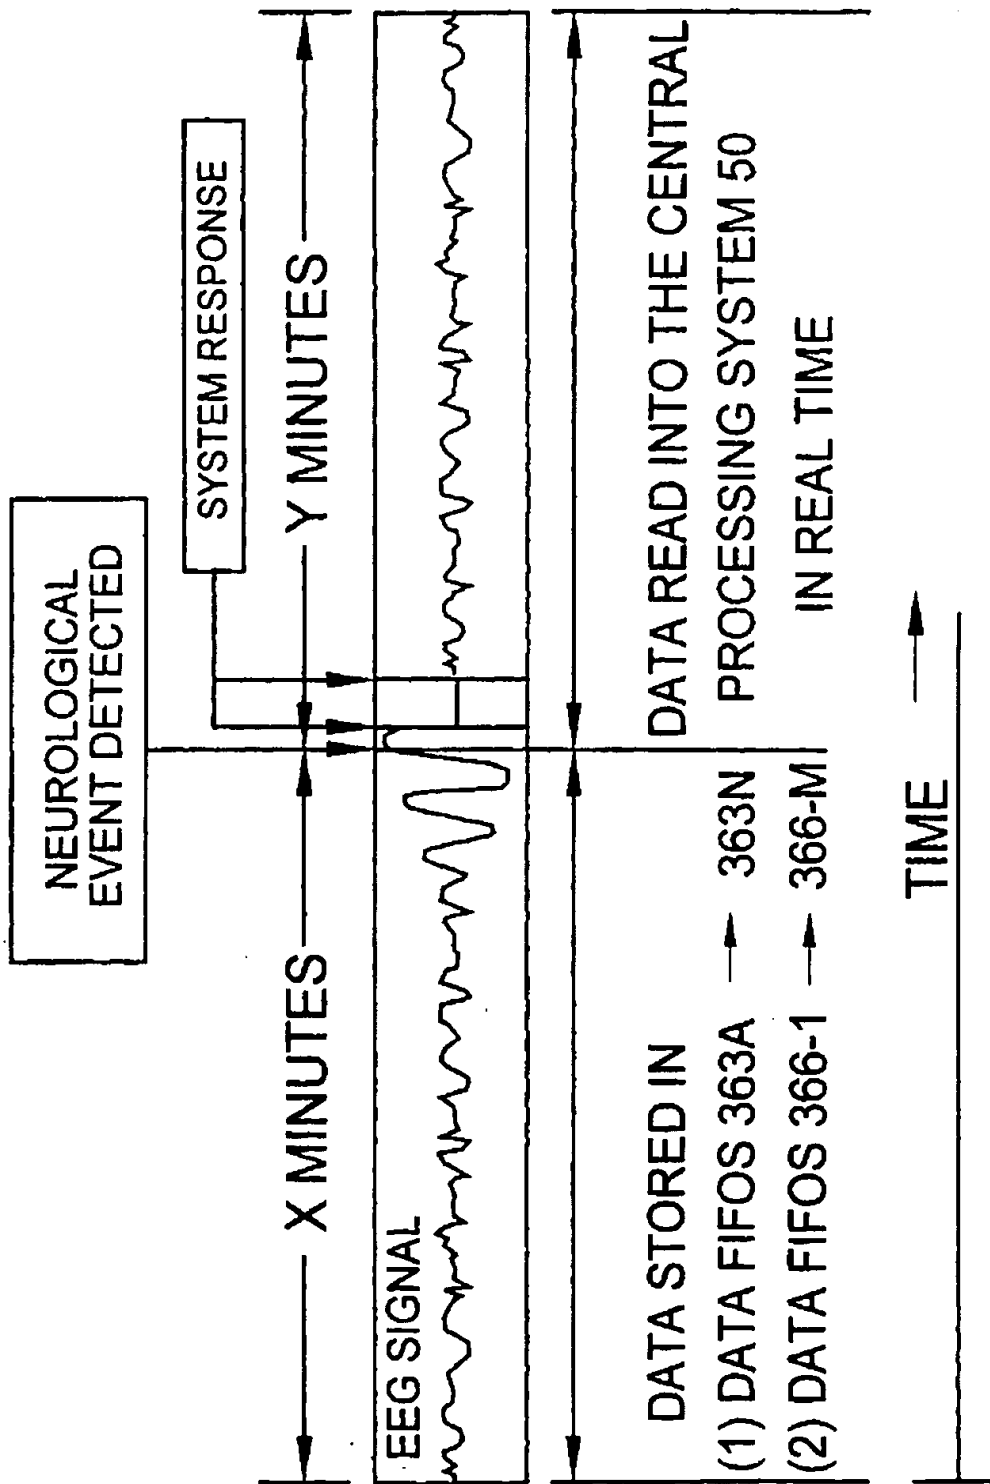 NEUROLOGICAL
EVENT DETECTED
SYSTEM RESPONSE
X MINUTES
Y MINUTES
EEG SIGNAL
DATA STORED IN
(1) DATA FIFOS 363A → 363N
(2) DATA FIFOS 366-1 → 366-M
DATA READ INTO THE CENTRAL
PROCESSING SYSTEM 50
IN REAL TIME
TIME →